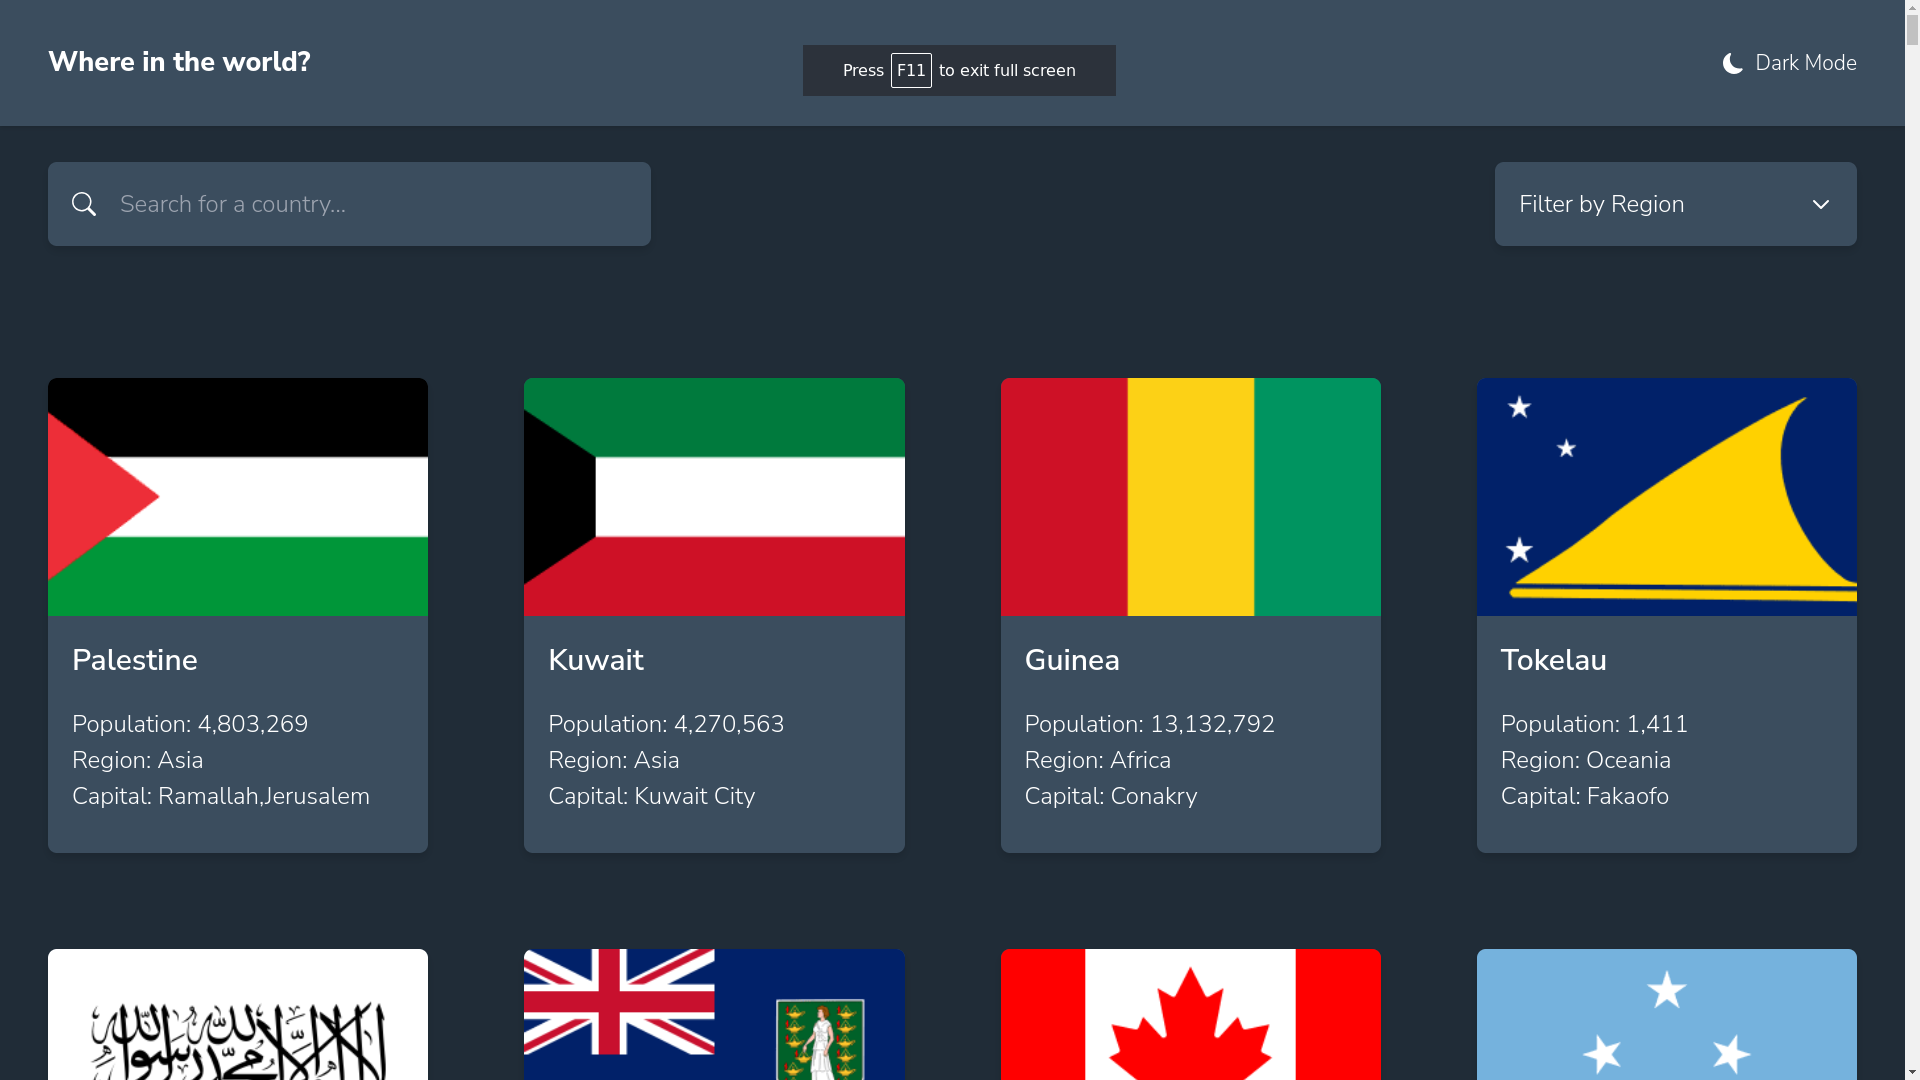 Where in the world?
Press F11 to exit full screen
Dark Mode
Search for a country...
Filter by Region
Palestine
Population: 4,803,269
Region: Asia
Capital: Ramallah,Jerusalem
Kuwait
Population: 4,270,563
Region: Asia
Capital: Kuwait City
Guinea
Population: 13,132,792
Region: Africa
Capital: Conakry
Tokelau
Population: 1,411
Region: Oceania
Capital: Fakaofo